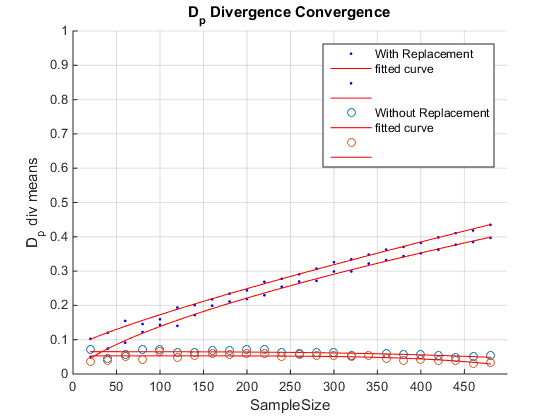 Dp Divergence Convergence
With Replacement
fitted curve
Without Replacement
fitted curve
Dp div means
1
0.9
0.8
0.7
0.6
0.5
0.4
0.3
0.2
0.1
0
0 50 100 150 200 250 300 350 400 450
SampleSize